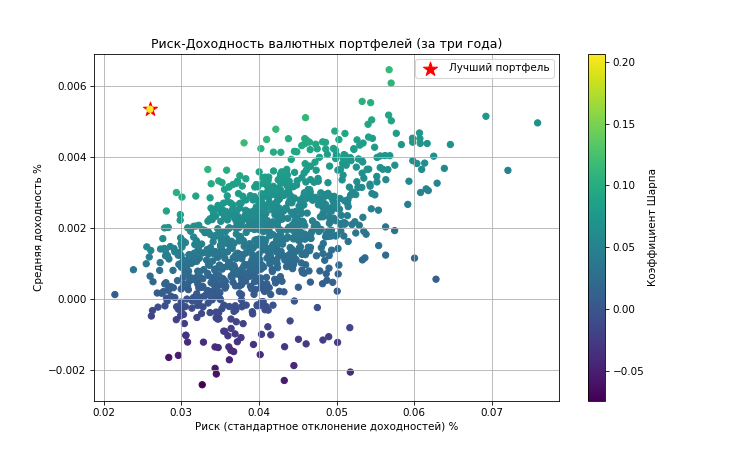 Риск-Доходность валютных портфелей (за три года)
Лучший портфель
Средняя доходность %
0.006
0.004
0.002
0.000
−0.002
0.02 0.03 0.04 0.05 0.06 0.07
Риск (стандартное отклонение доходностей) %
0.20
0.15
0.10
0.05
0.00
−0.05
Коэффициент Шарпа